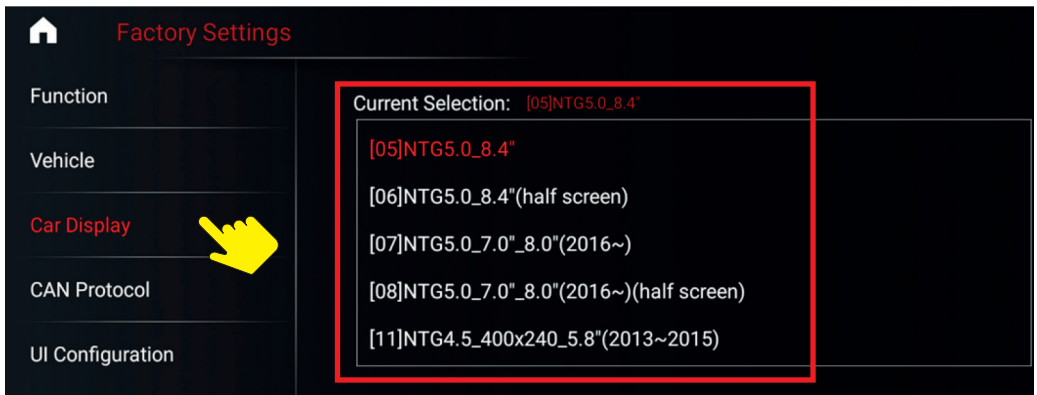 Factory Settings
Function
Vehicle
Car Display
CAN Protocol
UI Configuration
Current Selection: [05]NTG5.0_8.4"
[05]NTG5.0_8.4"
[06]NTG5.0_8.4"(half screen)
[07]NTG5.0_7.0"_8.0"(2016~)
[08]NTG5.0_7.0"_8.0"(2016~)(half screen)
[11]NTG4.5_400x240_5.8"(2013~2015)